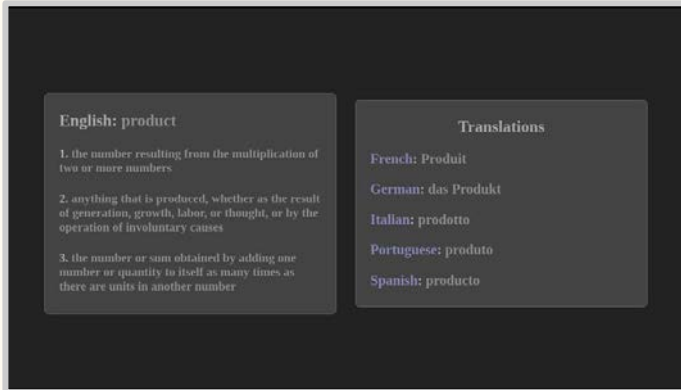 English: product
1. the number resulting from the multiplication of
two or more numbers
2. anything that is produced, whether as the result
of generation, growth, labor, or thought, or by the
operation of involuntary causes
3. the number or sum obtained by adding one
number or quantity to itself as many times as
there are units in another number
Translations
French: Produit
German: das Produkt
Italian: prodotto
Portuguese: produto
Spanish: producto